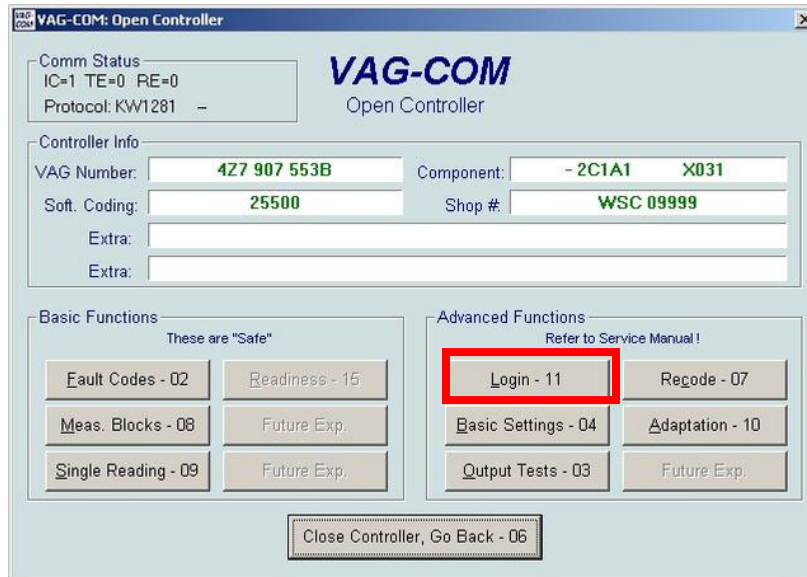 VAG-COM: Open Controller
Comm Status
IC=1 TE=0 RE=0
Protocol: KW1281 –
VAG-COM
Open Controller
Controller Info
VAG Number: 4Z7 907 553B Component: - 2C1A1 X031
Soft. Coding: 25500 Shop #: WSC 09999
Extra:
Extra:
Basic Functions
These are "Safe"
Fault Codes - 02 Readiness - 15
Meas. Blocks - 08 Future Exp.
Single Reading - 09 Future Exp.
Advanced Functions
Refer to Service Manual !
Login - 11 Recode - 07
Basic Settings - 04 Adaptation - 10
Output Tests - 03 Future Exp.
Close Controller, Go Back - 06